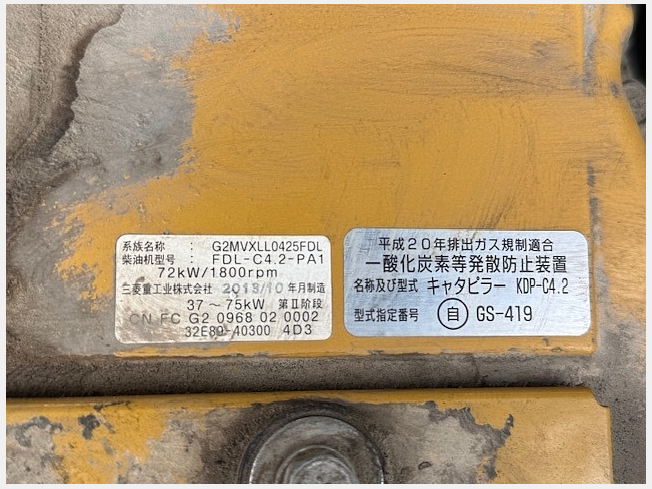 系族名称 : G2MVXLL0425FDL
柴油机型号 : FDL-C4.2-PA1
72kW/1800rpm
三菱重工业株式会社 2013/10 年月制造
37 ~ 75kW 第Ⅱ阶段
CN FC G2 0968 02 0002
32E80-40300 4D3
平成20年排出ガス規制適合
一酸化炭素等発散防止装置
名称及び型式 キャタピラー KDP-C4.2
型式指定番号 自 GS-419